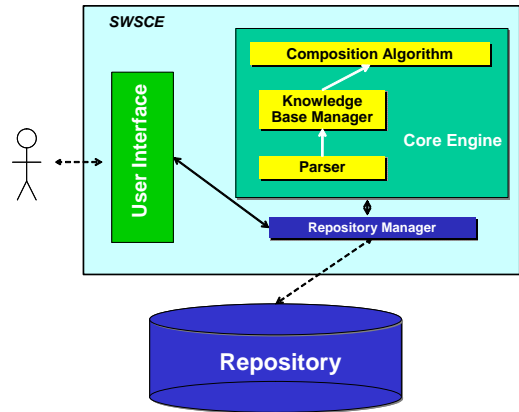 SWSCE
User Interface
Composition Algorithm
Knowledge
Base Manager
Core Engine
Parser
Repository Manager
Repository